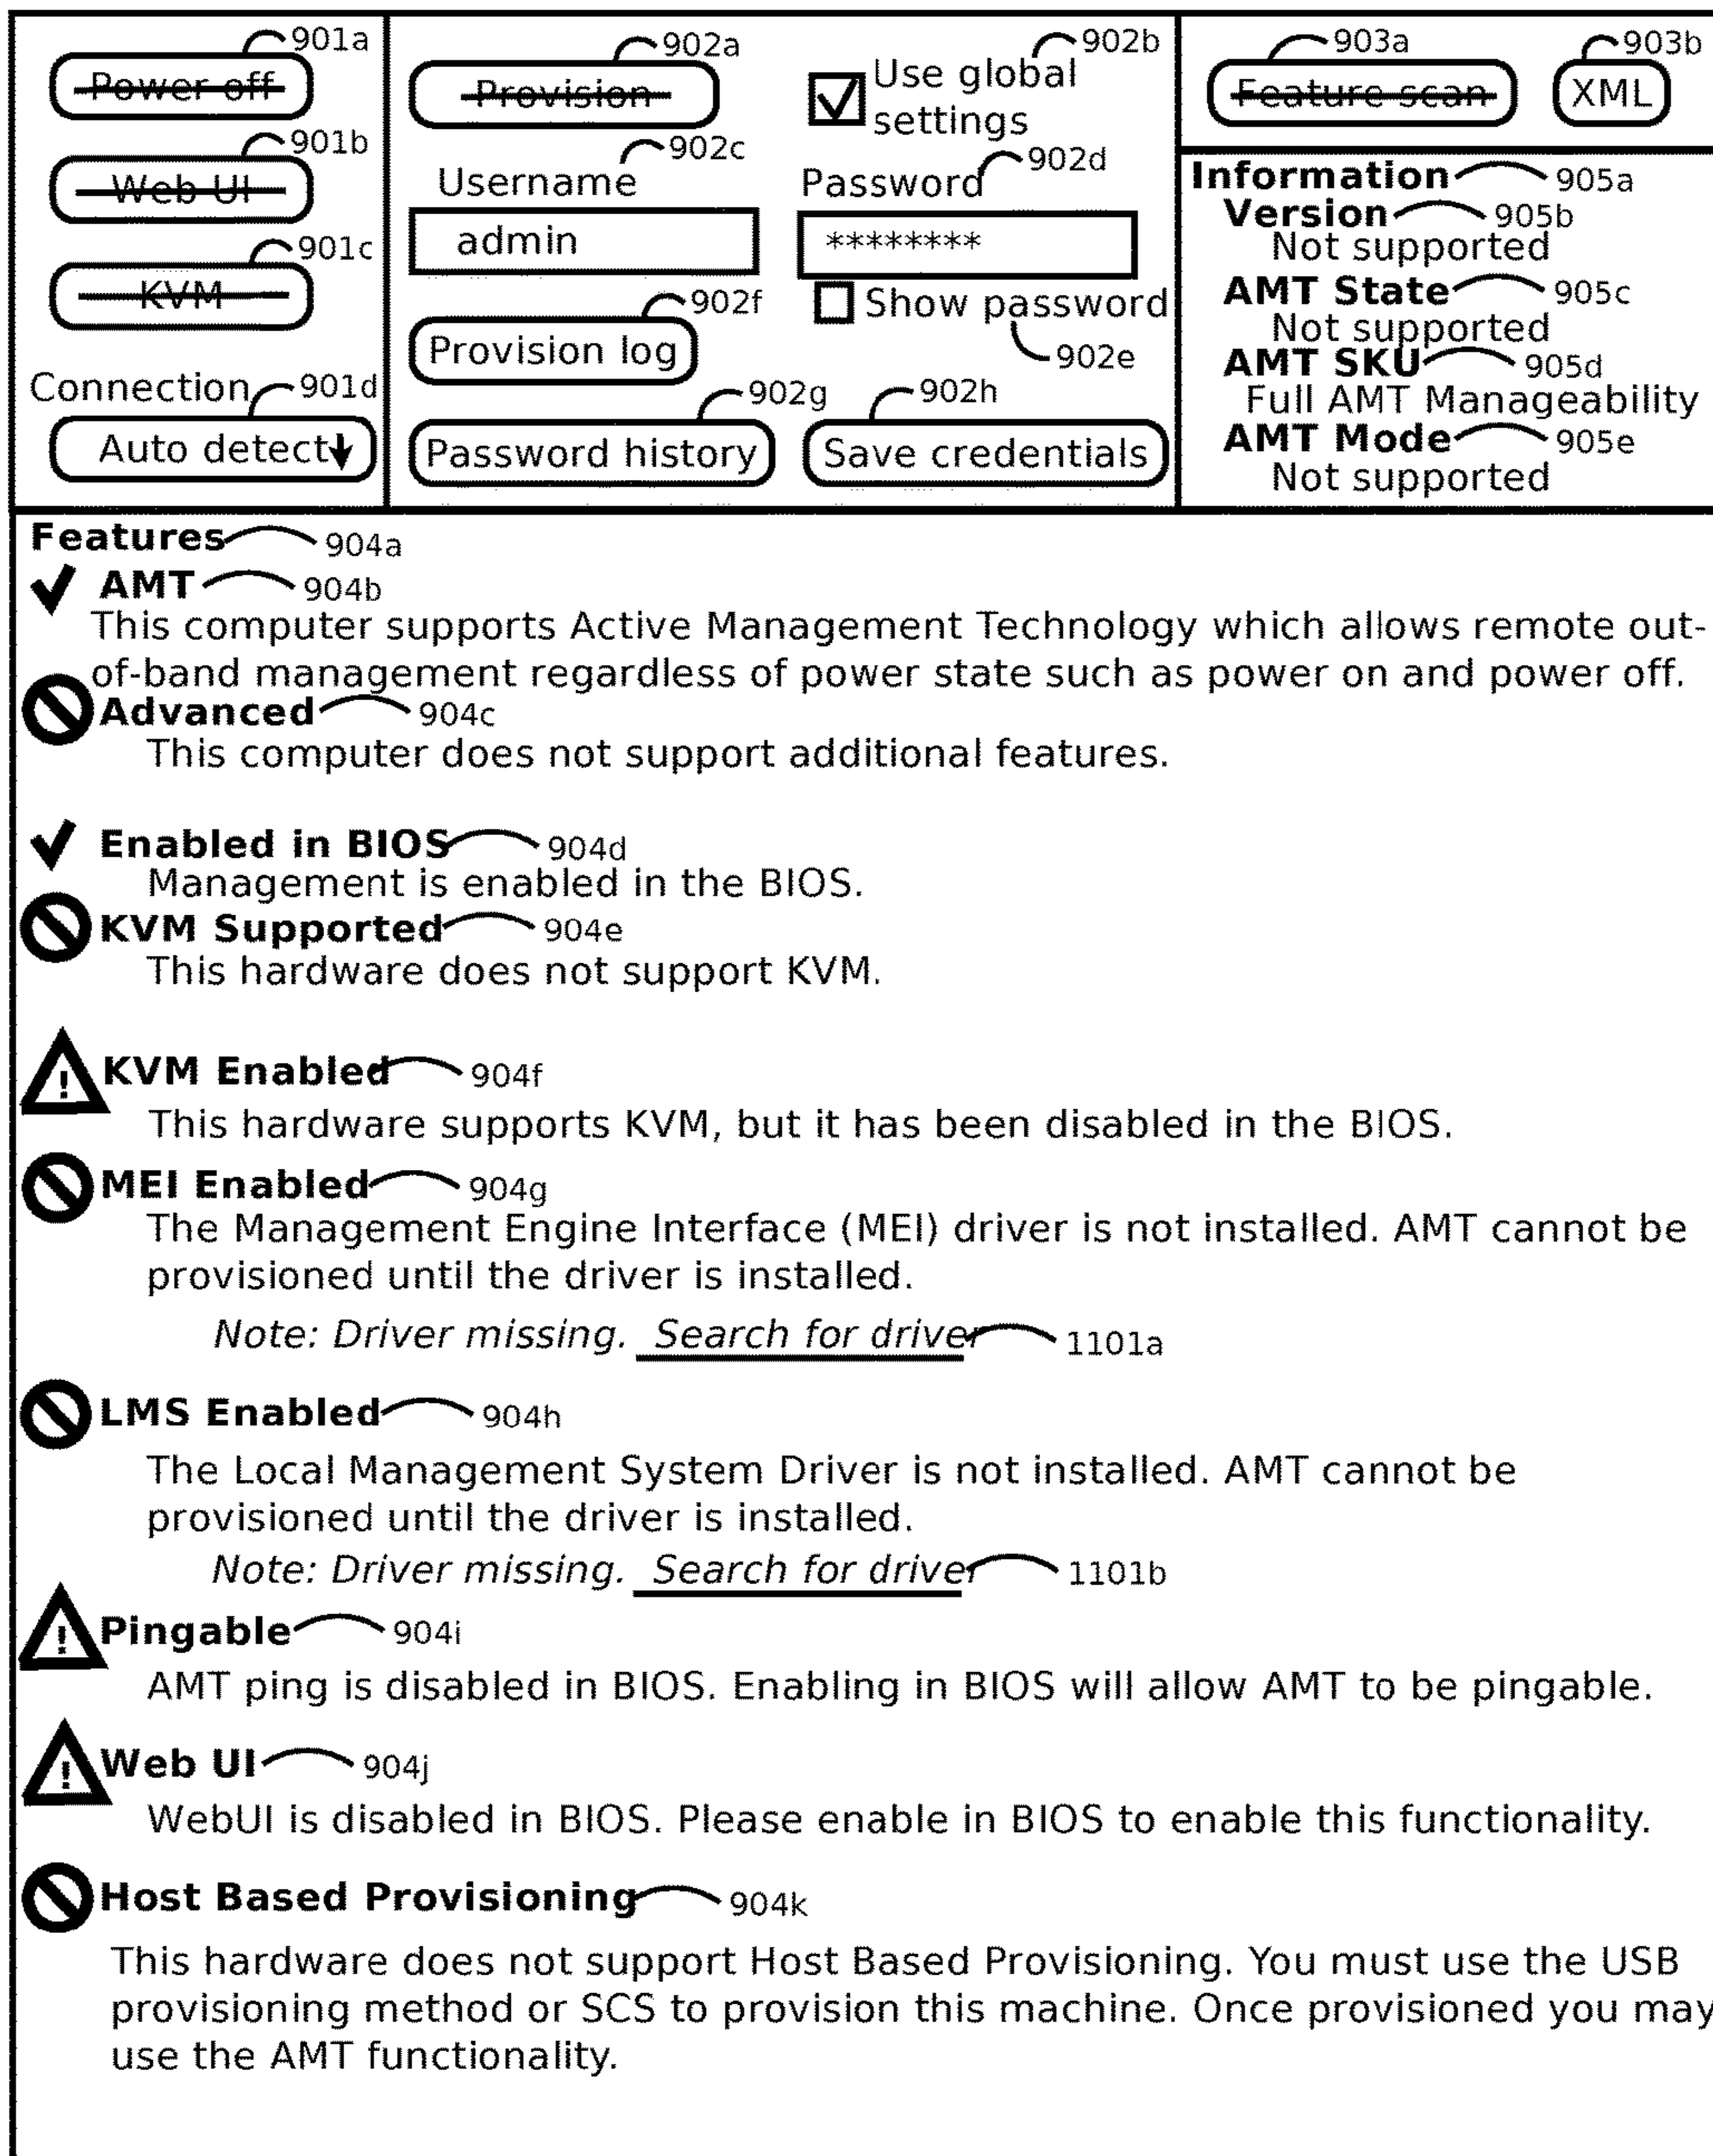 901a
Power off
901b
Web UI
901c
KVM
Connection 901d
Auto detect
902a
Provision
902b
Use global
settings
902c
Username
admin
902d
Password
********
Show password
902e
902f
Provision log
902g
Password history
902h
Save credentials
903a
Feature scan
903b
XML
Information 905a
Version 905b
Not supported
AMT State 905c
Not supported
AMT SKU 905d
Full AMT Manageability
AMT Mode 905e
Not supported
Features 904a
AMT 904b
This computer supports Active Management Technology which allows remote out-
of-band management regardless of power state such as power on and power off.
Advanced 904c
This computer does not support additional features.
Enabled in BIOS 904d
Management is enabled in the BIOS.
KVM Supported 904e
This hardware does not support KVM.
! KVM Enabled 904f
This hardware supports KVM, but it has been disabled in the BIOS.
MEI Enabled 904g
The Management Engine Interface (MEI) driver is not installed. AMT cannot be
provisioned until the driver is installed.
Note: Driver missing. Search for driver 1101a
LMS Enabled 904h
The Local Management System Driver is not installed. AMT cannot be
provisioned until the driver is installed.
Note: Driver missing. Search for driver 1101b
! Pingable 904i
AMT ping is disabled in BIOS. Enabling in BIOS will allow AMT to be pingable.
! Web UI 904j
WebUI is disabled in BIOS. Please enable in BIOS to enable this functionality.
Host Based Provisioning 904k
This hardware does not support Host Based Provisioning. You must use the USB
provisioning method or SCS to provision this machine. Once provisioned you may
use the AMT functionality.